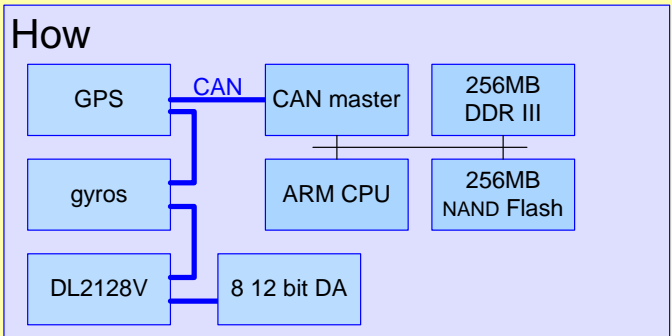 How
GPS
CAN
CAN master
256MB
DDR III
gyros
ARM CPU
256MB
NAND Flash
DL2128V
8 12 bit DA